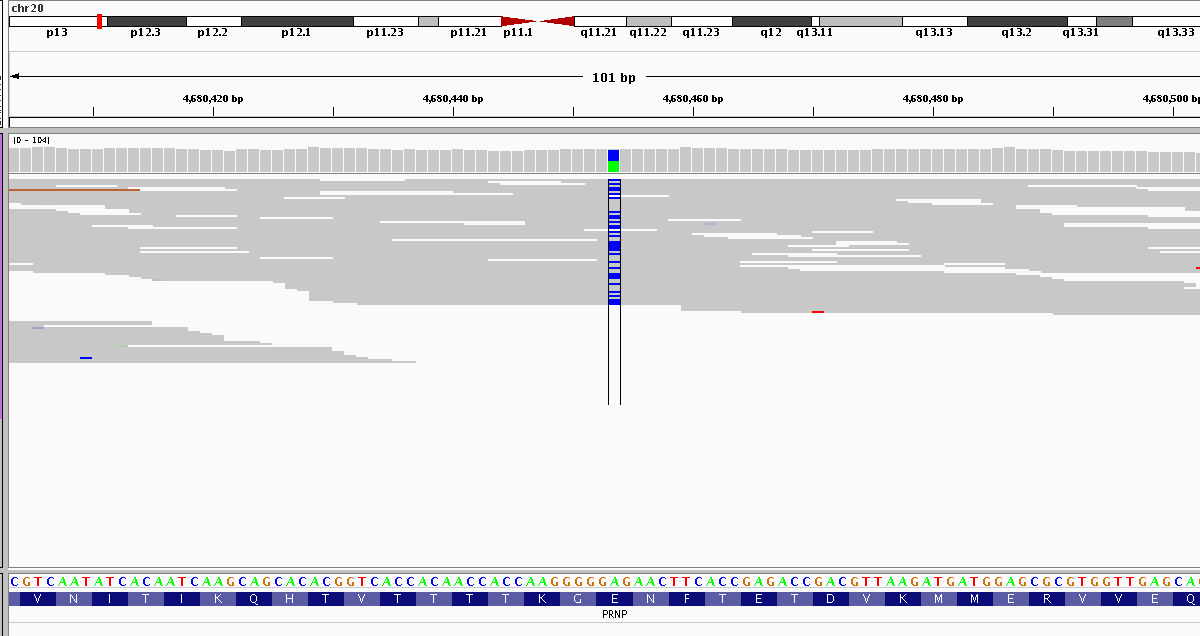 chr20
p13 p12.3 p12.2 p12.1 p11.23 p11.21 p11.1 q11.21 q11.22 q11.23 q12 q13.11 q13.13 q13.2 q13.31 q13.33
101 bp
4,680,420 bp 4,680,440 bp 4,680,460 bp 4,680,480 bp 4,680,500 bp
[0 - 104]
C G T C A A T A T C A C A A T C A A G C A G C A C A C G G T C A C C A C A A C C A C C A A G G G G G A G A A C T T C A C C G A G A C C G A C G T T A A G A T G A T G G A G C G C G T G G T T G A G C A
V N I T I K Q H T V T T T T K G E N F T E T D V K M M E R V V E Q
PRNP